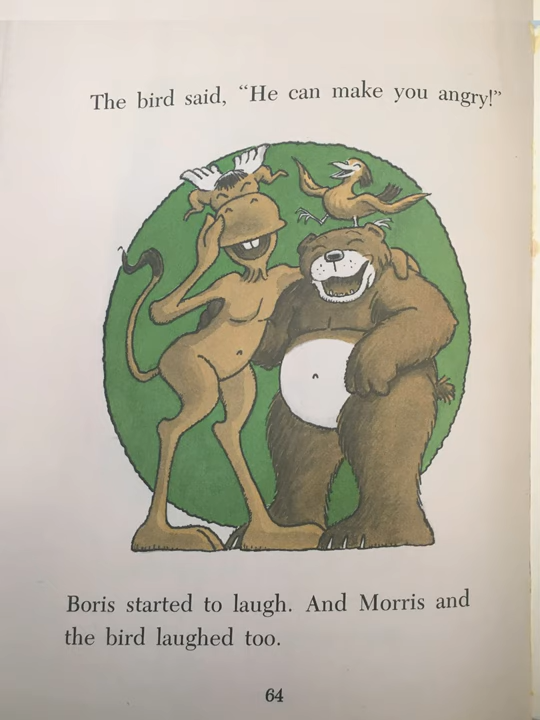 The bird said, “He can make you angry!”
Boris started to laugh. And Morris and
the bird laughed too.
64